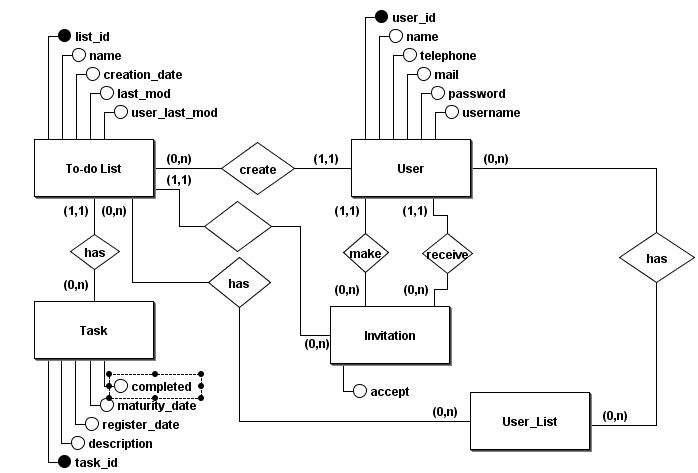 list_id
name
creation_date
last_mod
user_last_mod
user_id
name
telephone
mail
password
username
To-do List
(0,n)
(1,1)
create
(1,1)
User
(0,n)
(1,1)
(0,n)
has
(0,n)
has
(1,1)
(1,1)
make
receive
(0,n)
(0,n)
has
Task
Invitation
(0,n)
accept
completed
maturity_date
register_date
description
task_id
(0,n)
User_List
(0,n)